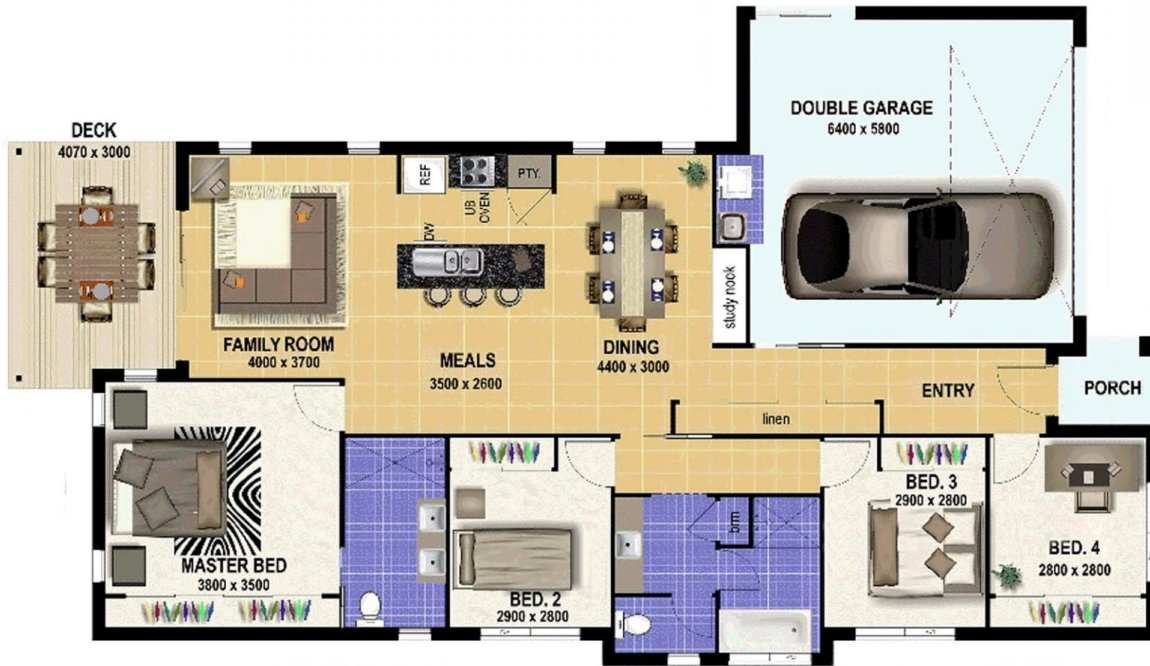 DECK
4070 x 3000
DOUBLE GARAGE
6400 x 5800
REF
UB
OVEN
PTY.
DW
study nook
FAMILY ROOM
4000 x 3700
MEALS
3500 x 2600
DINING
4400 x 3000
ENTRY
PORCH
linen
MASTER BED
3800 x 3500
BED. 2
2900 x 2800
brm
BED. 3
2900 x 2800
BED. 4
2800 x 2800